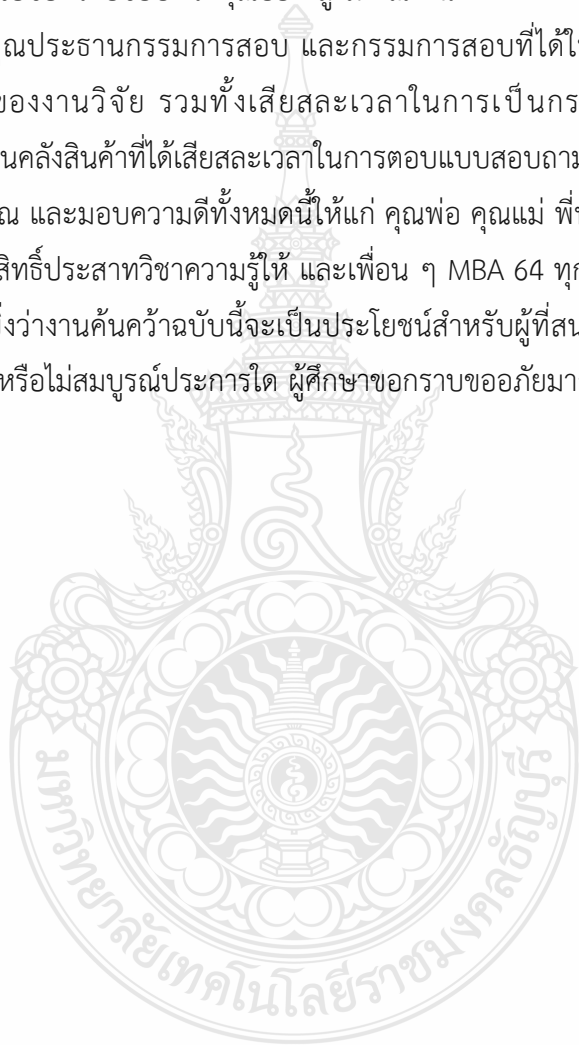 ณประธานกรรมการสอบ และกรรมการสอบที่ได้ใ
ของงานวิจัย รวมทั้งเสียสละเวลาในการเป็นกร
นคลังสินค้าที่ได้เสียสละเวลาในการตอบแบบสอบถาม
ณ และมอบความดีทั้งหมดนี้ให้แก่ คุณพ่อ คุณแม่
สิทธิ์ประสาทวิชาความรู้ให้ และเพื่อน ๆ MBA 64 ทุก
ว่างานค้นคว้าฉบับนี้จะเป็นประโยชน์สำหรับผู้ที่สน
หรือไม่สมบูรณ์ประการใด ผู้ศึกษาขอกราบขออภัยมา
มหาวิทยาลัยเทคโนโลยีราชมงคลธัญบุรี